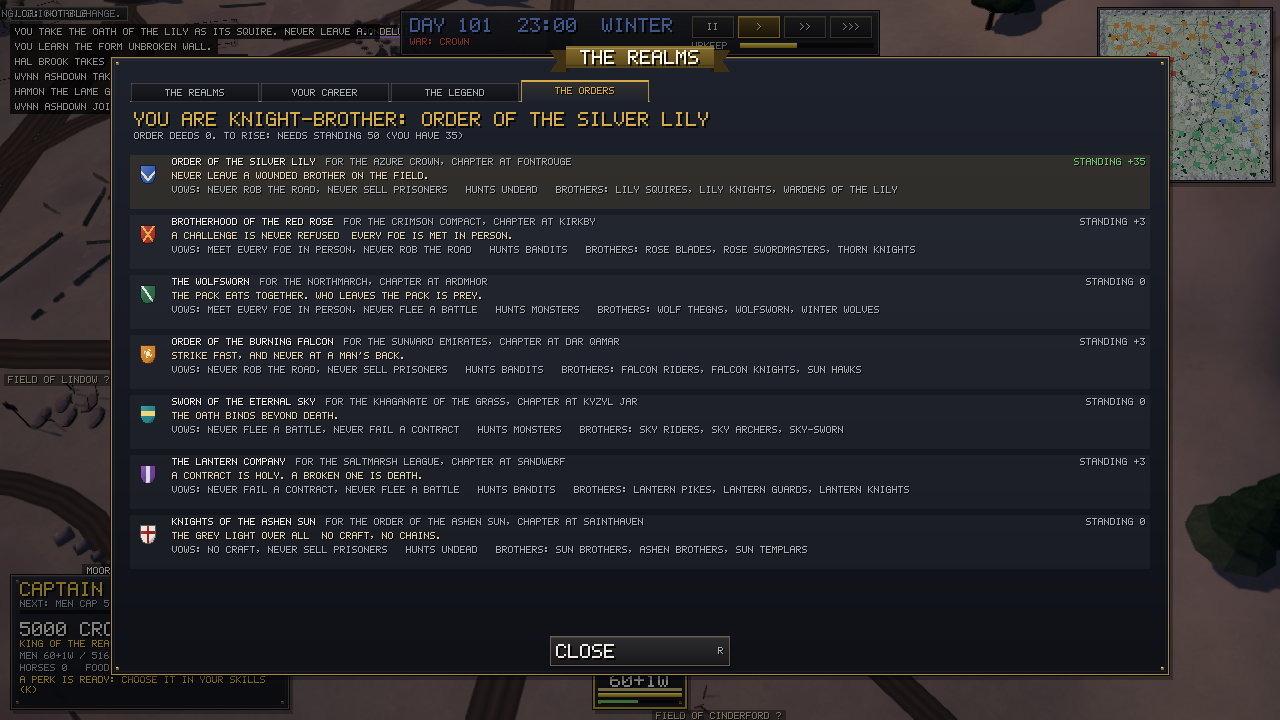 YOU TAKE THE OATH OF THE LILY AS ITS SQUIRE. NEVER LEAVE A..
YOU LEARN THE FORM UNBROKEN WALL.
HAL BROOK TAKES
WYNN ASHDOWN TAK
HAMON THE LAME G
WYNN ASHDOWN JOI
DAY 101 23:00 WINTER
WAR: CROWN
II > >> >>>
UPKEEP
THE REALMS
THE REALMS YOUR CAREER THE LEGEND THE ORDERS
YOU ARE KNIGHT-BROTHER: ORDER OF THE SILVER LILY
ORDER DEEDS 0. TO RISE: NEEDS STANDING 50 (YOU HAVE 35)
ORDER OF THE SILVER LILY FOR THE AZURE CROWN, CHAPTER AT FONTROUGE STANDING +35
NEVER LEAVE A WOUNDED BROTHER ON THE FIELD.
VOWS: NEVER ROB THE ROAD, NEVER SELL PRISONERS HUNTS UNDEAD BROTHERS: LILY SQUIRES, LILY KNIGHTS, WARDENS OF THE LILY
BROTHERHOOD OF THE RED ROSE FOR THE CRIMSON COMPACT, CHAPTER AT KIRKBY STANDING +3
A CHALLENGE IS NEVER REFUSED EVERY FOE IS MET IN PERSON.
VOWS: MEET EVERY FOE IN PERSON, NEVER ROB THE ROAD HUNTS BANDITS BROTHERS: ROSE BLADES, ROSE SWORDMASTERS, THORN KNIGHTS
THE WOLFSWORN FOR THE NORTHMARCH, CHAPTER AT ARDMHOR STANDING 0
THE PACK EATS TOGETHER. WHO LEAVES THE PACK IS PREY.
VOWS: MEET EVERY FOE IN PERSON, NEVER FLEE A BATTLE HUNTS MONSTERS BROTHERS: WOLF THEGNS, WOLFSWORN, WINTER WOLVES
ORDER OF THE BURNING FALCON FOR THE SUNWARD EMIRATES, CHAPTER AT DAR QAMAR STANDING +3
STRIKE FAST, AND NEVER AT A MAN'S BACK.
VOWS: NEVER ROB THE ROAD, NEVER SELL PRISONERS HUNTS BANDITS BROTHERS: FALCON RIDERS, FALCON KNIGHTS, SUN HAWKS
SWORN OF THE ETERNAL SKY FOR THE KHAGANATE OF THE GRASS, CHAPTER AT KYZYL JAR STANDING 0
THE OATH BINDS BEYOND DEATH.
VOWS: NEVER FLEE A BATTLE, NEVER FAIL A CONTRACT HUNTS MONSTERS BROTHERS: SKY RIDERS, SKY ARCHERS, SKY-SWORN
THE LANTERN COMPANY FOR THE SALTMARSH LEAGUE, CHAPTER AT SANDWERF STANDING +3
A CONTRACT IS HOLY. A BROKEN ONE IS DEATH.
VOWS: NEVER FAIL A CONTRACT, NEVER FLEE A BATTLE HUNTS BANDITS BROTHERS: LANTERN PIKES, LANTERN GUARDS, LANTERN KNIGHTS
KNIGHTS OF THE ASHEN SUN FOR THE ORDER OF THE ASHEN SUN, CHAPTER AT SAINTHAVEN STANDING 0
THE GREY LIGHT OVER ALL NO CRAFT, NO CHAINS.
VOWS: NO CRAFT, NEVER SELL PRISONERS HUNTS UNDEAD BROTHERS: SUN BROTHERS, ASHEN BROTHERS, SUN TEMPLARS
FIELD OF LINDOW ?
MOOR
CAPTAIN
NEXT: MEN CAP 5
5000 CRO
KING OF THE REA
MEN 60+1W / 516
HORSES 0 FOOD
A PERK IS READY: CHOOSE IT IN YOUR SKILLS
(K)
CLOSE R
60+1W
FIELD OF CINDERFORD ?